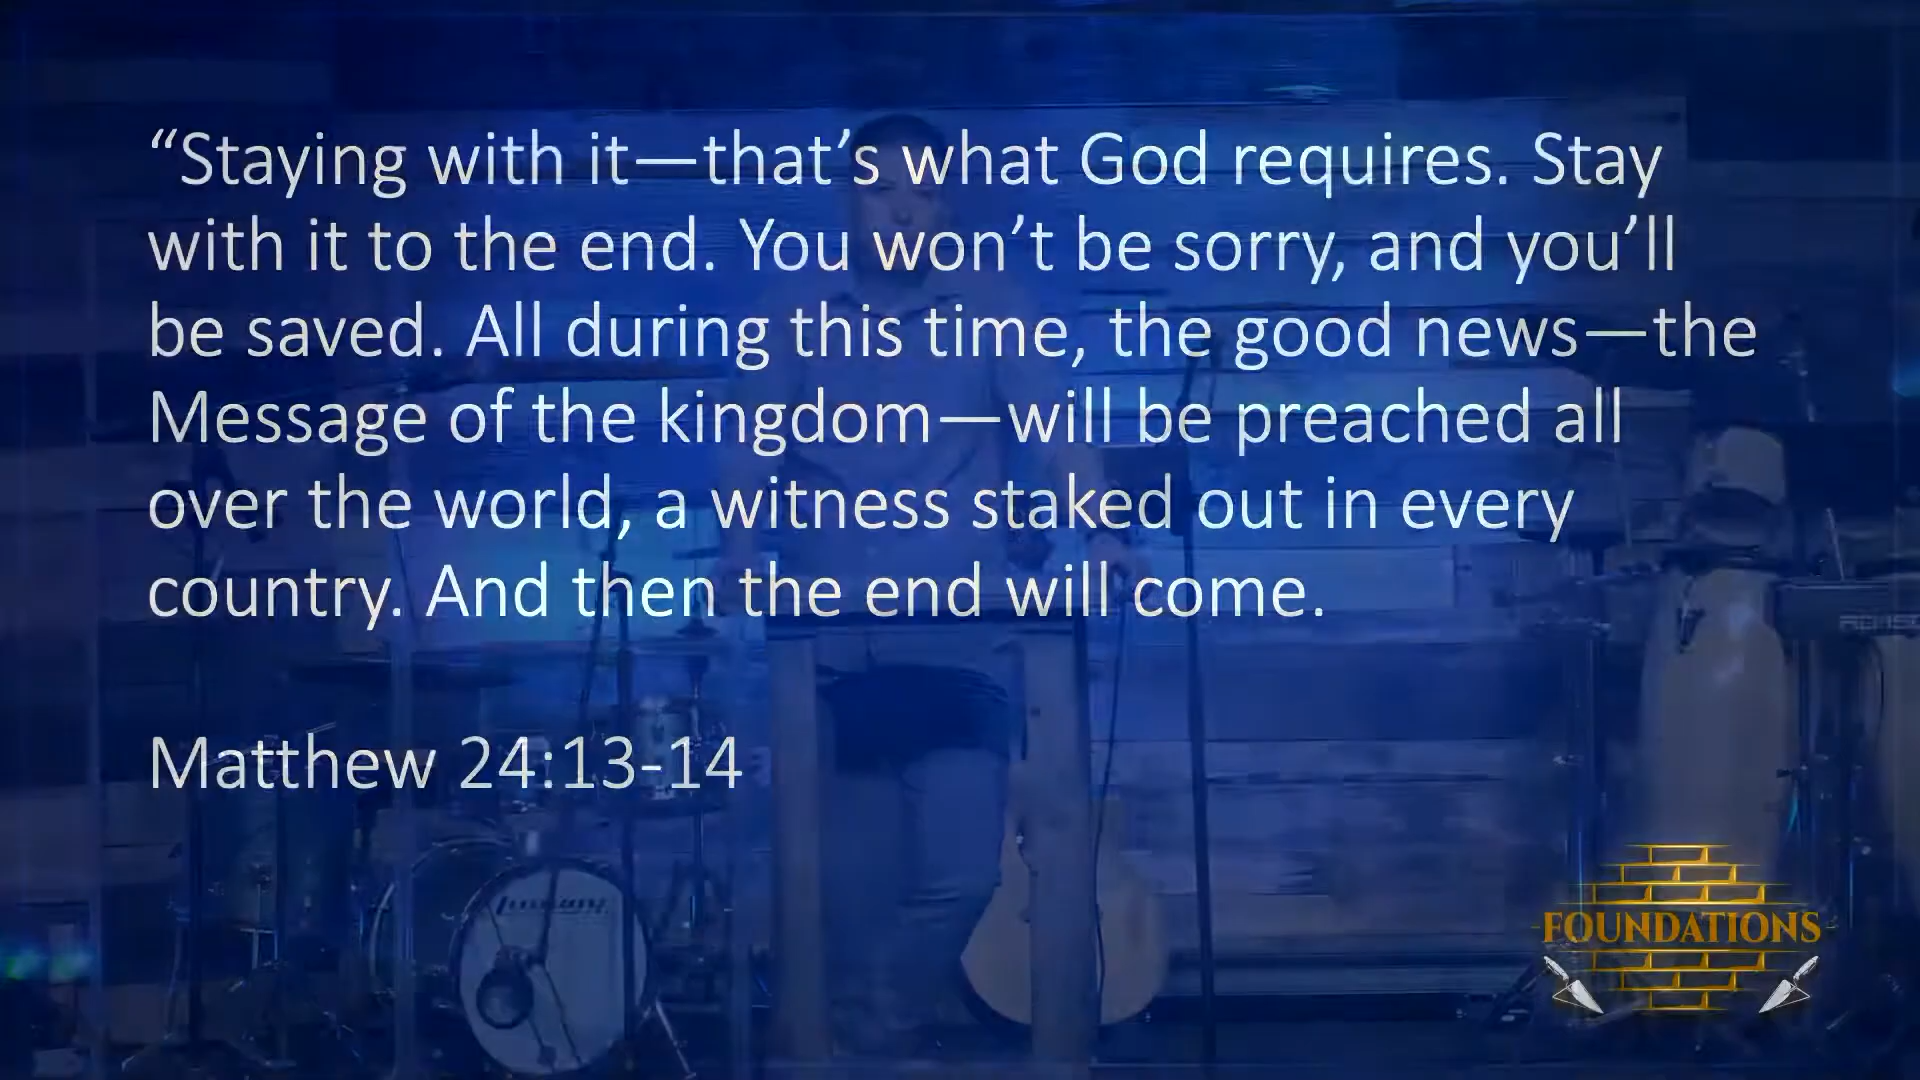 “Staying with it—that’s what God requires. Stay
with it to the end. You won’t be sorry, and you’ll
be saved. All during this time, the good news—the
Message of the kingdom—will be preached all
over the world, a witness staked out in every
country. And then the end will come.
Matthew 24:13-14
Ludwig
FOUNDATIONS